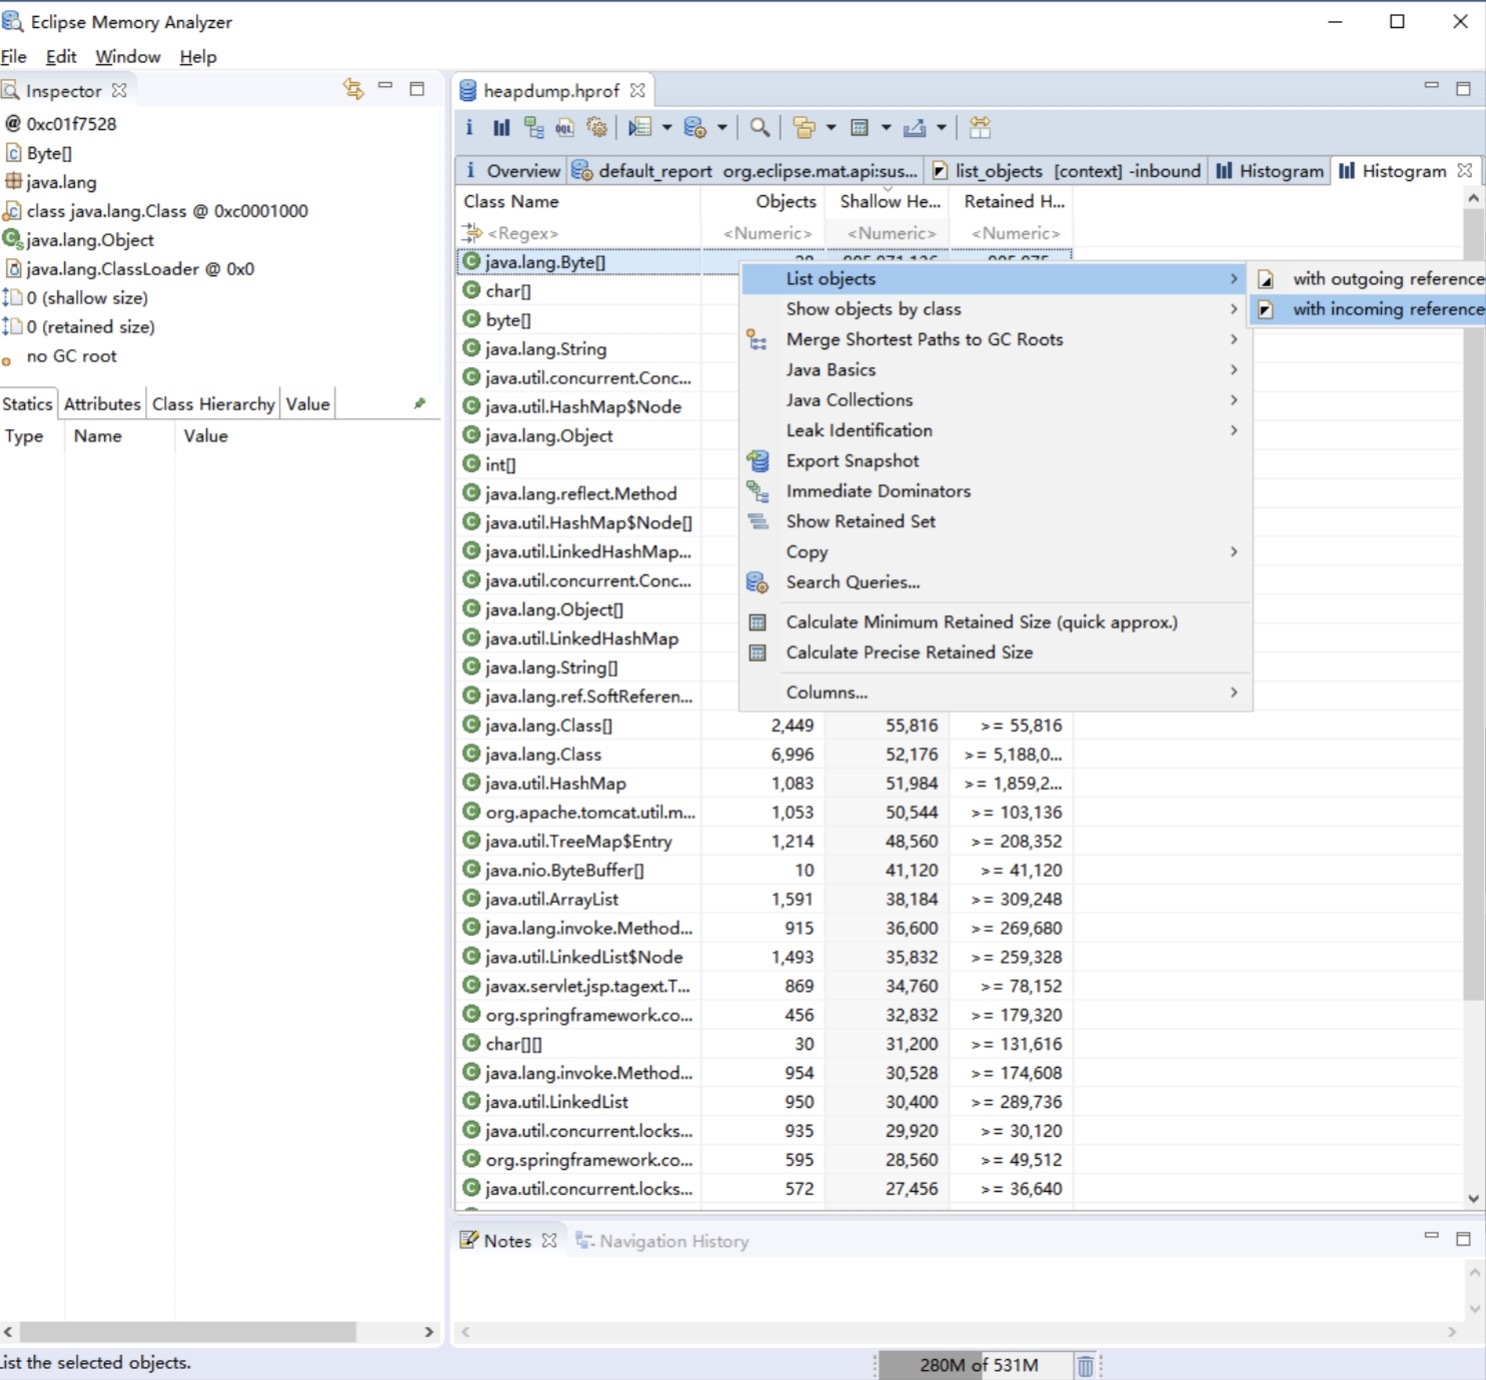 Eclipse Memory Analyzer
File Edit Window Help
Inspector
@ 0xc01f7528
Byte[]
java.lang
class java.lang.Class @ 0xc0001000
java.lang.Object
java.lang.ClassLoader @ 0x0
0 (shallow size)
0 (retained size)
no GC root
Statics Attributes Class Hierarchy Value
Type Name Value
heapdump.hprof
i Overview default_report org.eclipse.mat.api:sus... list_objects [context] -inbound Histogram Histogram
Class Name Objects Shallow He... Retained H...
<Regex> <Numeric> <Numeric> <Numeric>
java.lang.Byte[]
char[]
byte[]
java.lang.String
java.util.concurrent.Conc...
java.util.HashMap$Node
java.lang.Object
int[]
java.lang.reflect.Method
java.util.HashMap$Node[]
java.util.LinkedHashMap...
java.util.concurrent.Conc...
java.lang.Object[]
java.util.LinkedHashMap
java.lang.String[]
java.lang.ref.SoftReferen...
java.lang.Class[] 2,449 55,816 >= 55,816
java.lang.Class 6,996 52,176 >= 5,188,0...
java.util.HashMap 1,083 51,984 >= 1,859,2...
org.apache.tomcat.util.m... 1,053 50,544 >= 103,136
java.util.TreeMap$Entry 1,214 48,560 >= 208,352
java.nio.ByteBuffer[] 10 41,120 >= 41,120
java.util.ArrayList 1,591 38,184 >= 309,248
java.lang.invoke.Method... 915 36,600 >= 269,680
java.util.LinkedList$Node 1,493 35,832 >= 259,328
javax.servlet.jsp.tagext.T... 869 34,760 >= 78,152
org.springframework.co... 456 32,832 >= 179,320
char[][] 30 31,200 >= 131,616
java.lang.invoke.Method... 954 30,528 >= 174,608
java.util.LinkedList 950 30,400 >= 289,736
java.util.concurrent.locks... 935 29,920 >= 30,120
org.springframework.co... 595 28,560 >= 49,512
java.util.concurrent.locks... 572 27,456 >= 36,640
List objects
Show objects by class
Merge Shortest Paths to GC Roots
Java Basics
Java Collections
Leak Identification
Export Snapshot
Immediate Dominators
Show Retained Set
Copy
Search Queries...
Calculate Minimum Retained Size (quick approx.)
Calculate Precise Retained Size
Columns...
with outgoing reference
with incoming reference
Notes Navigation History
List the selected objects.
280M of 531M